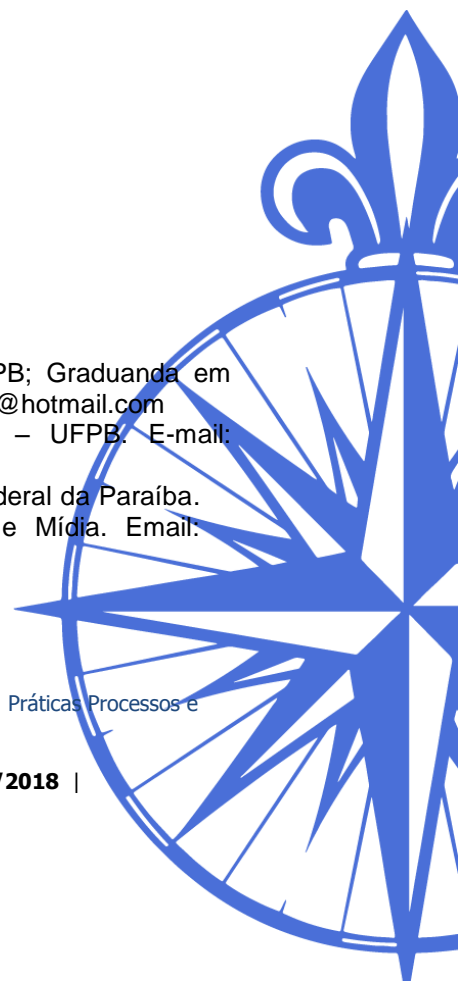 PB; Graduanda em
@hotmail.com
– UFPB. E-mail:
deral da Paraíba.
e Mídia. Email:
Práticas Processos e
/2018 |